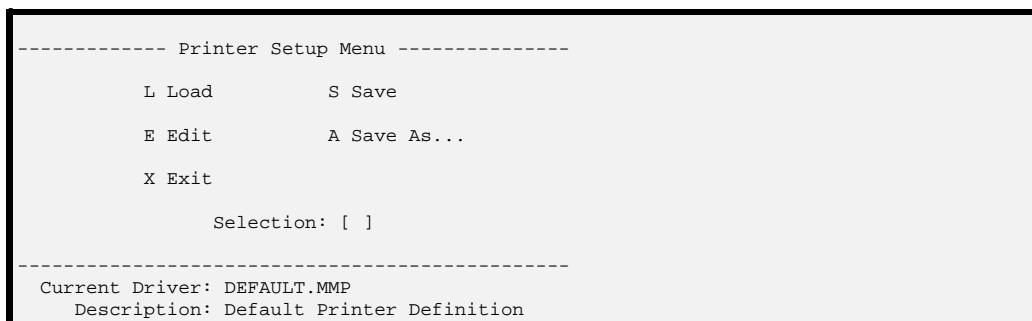 ------------- Printer Setup Menu ---------------
L Load          S Save
E Edit          A Save As...
X Exit
Selection: [ ]
------------------------------------------------
Current Driver: DEFAULT.MMP
Description: Default Printer Definition